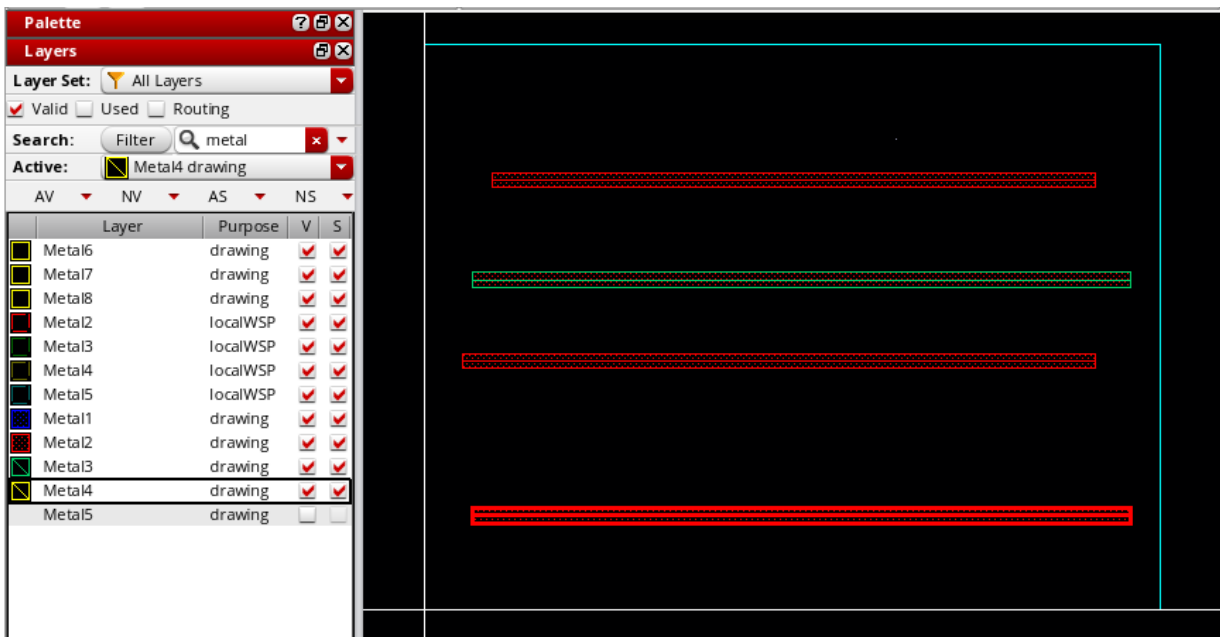 Palette
Layers
Layer Set: All Layers
Valid Used Routing
Search: Filter metal
Active: Metal4 drawing
AV NV AS NS
Layer Purpose V S
Metal6 drawing
Metal7 drawing
Metal8 drawing
Metal2 localWSP
Metal3 localWSP
Metal4 localWSP
Metal5 localWSP
Metal1 drawing
Metal2 drawing
Metal3 drawing
Metal4 drawing
Metal5 drawing